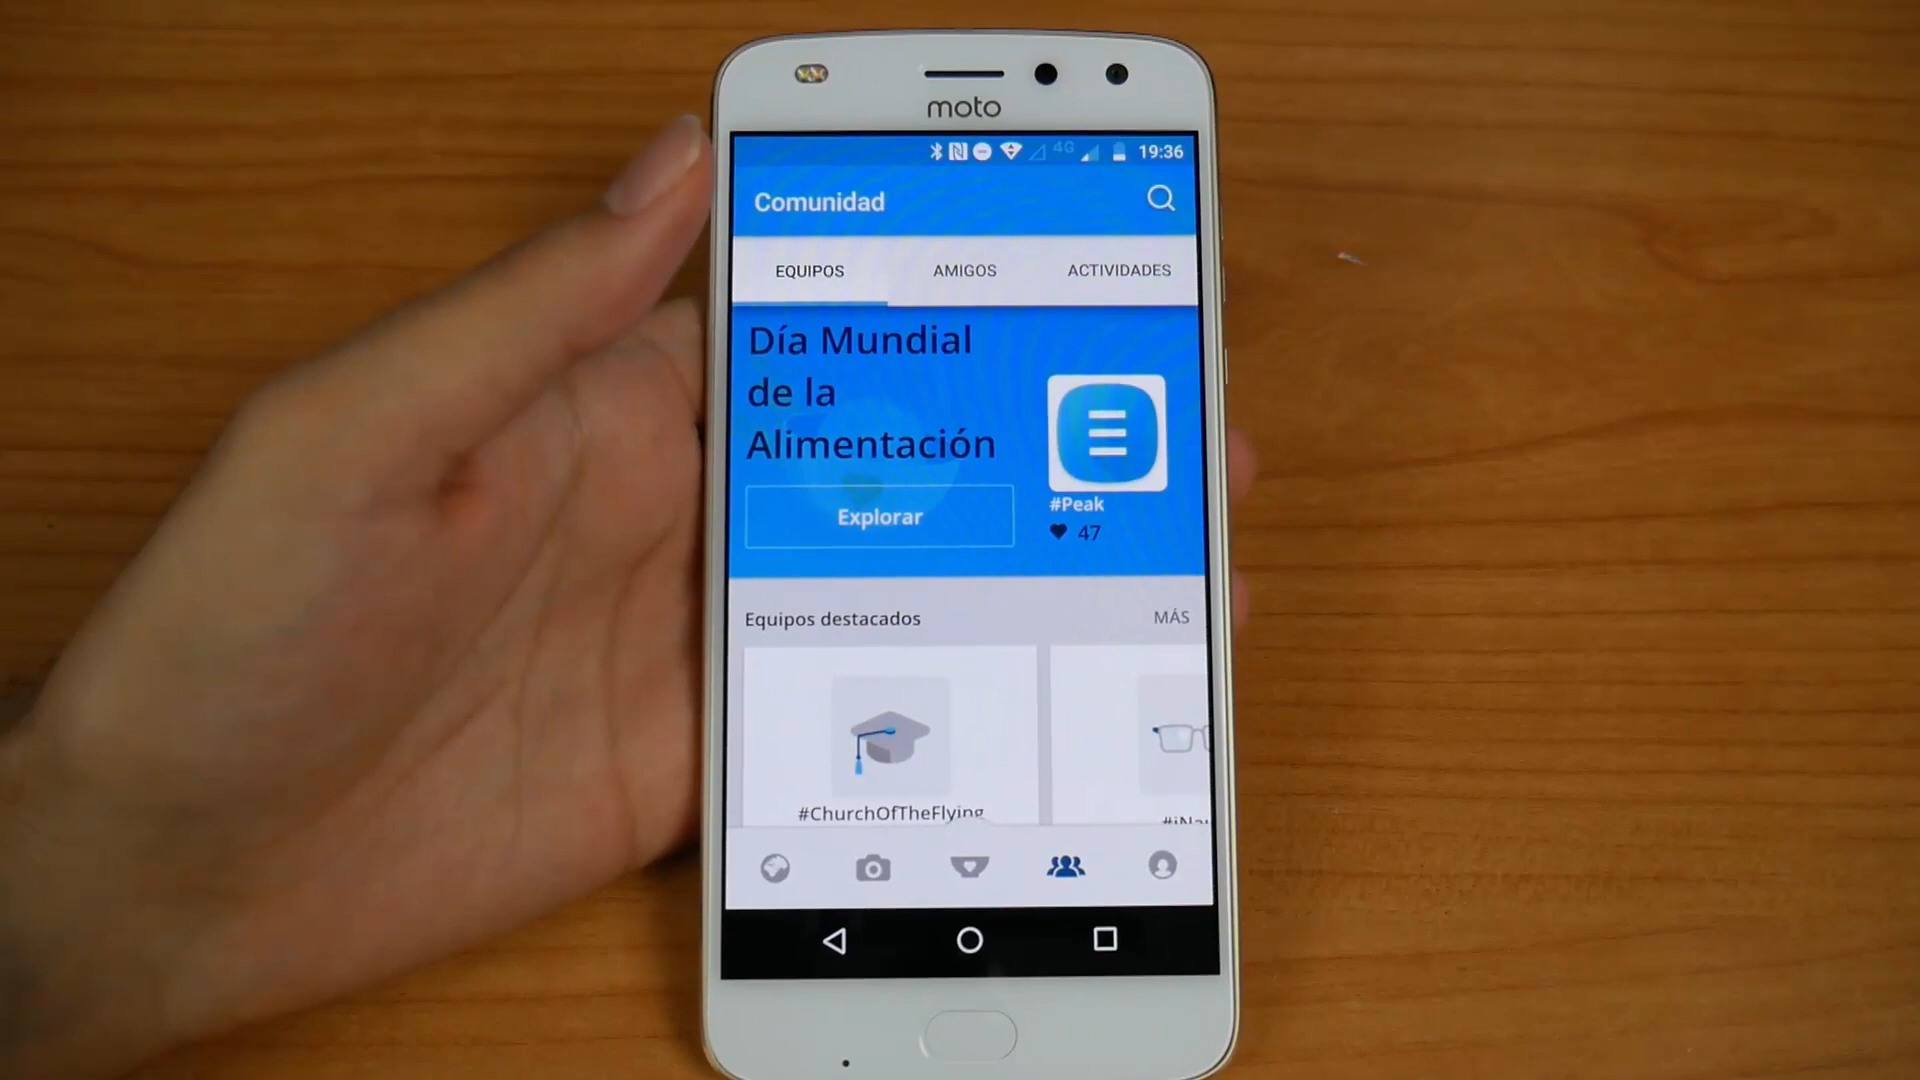 moto
4G 19:36
Comunidad
EQUIPOS AMIGOS ACTIVIDADES
Día Mundial
de la
Alimentación
Explorar
#Peak
47
Equipos destacados MÁS
#ChurchOfTheFlying